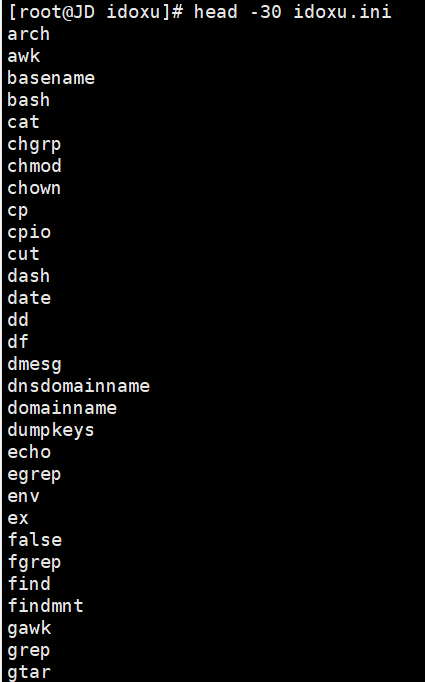 [root@JD idoxu]# head -30 idoxu.ini
arch
awk
basename
bash
cat
chgrp
chmod
chown
cp
cpio
cut
dash
date
dd
df
dmesg
dnsdomainname
domainname
dumpkeys
echo
egrep
env
ex
false
fgrep
find
findmnt
gawk
grep
gtar